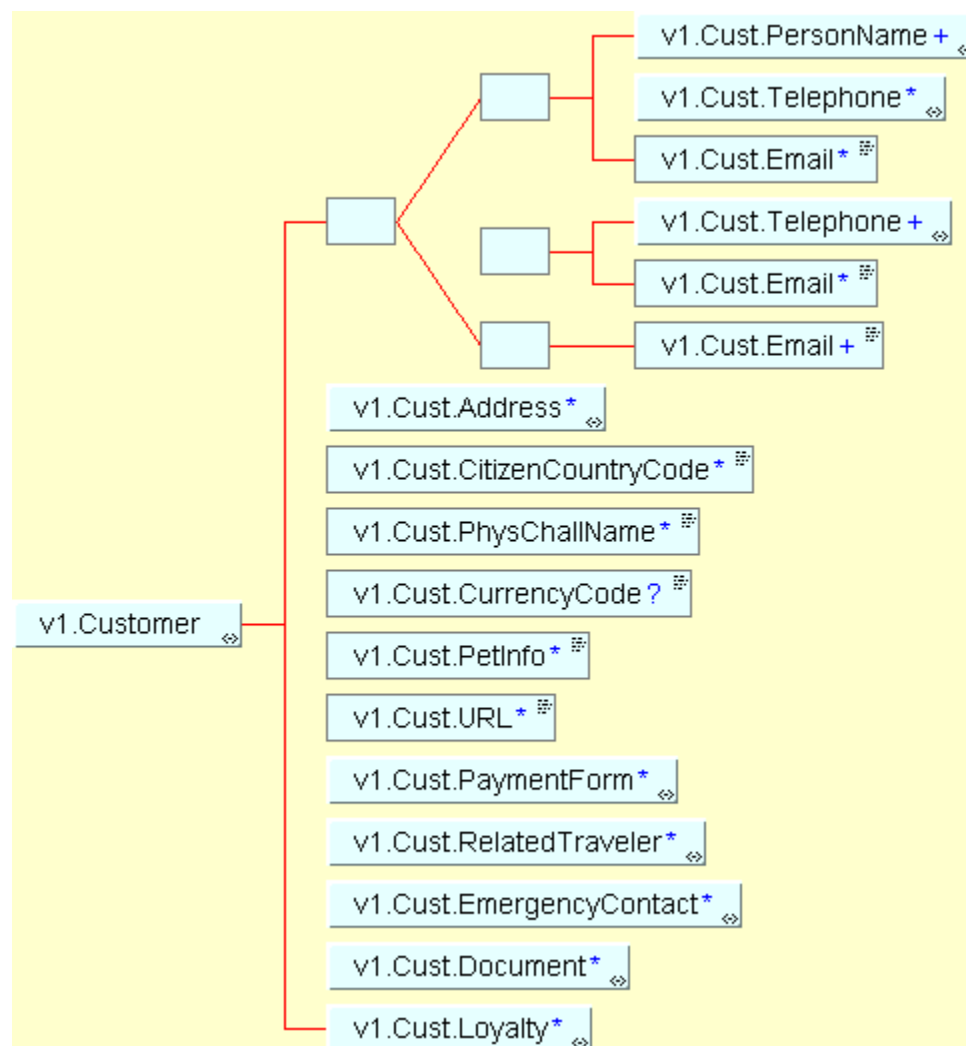 v1.Cust.PersonName+
v1.Cust.Telephone*
v1.Cust.Email*
v1.Cust.Telephone+
v1.Cust.Email*
v1.Cust.Email+
v1.Cust.Address*
v1.Cust.CitizenCountryCode*
v1.Cust.PhysChallName*
v1.Cust.CurrencyCode?
v1.Customer
v1.Cust.PetInfo*
v1.Cust.URL*
v1.Cust.PaymentForm*
v1.Cust.RelatedTraveler*
v1.Cust.EmergencyContact*
v1.Cust.Document*
v1.Cust.Loyalty*